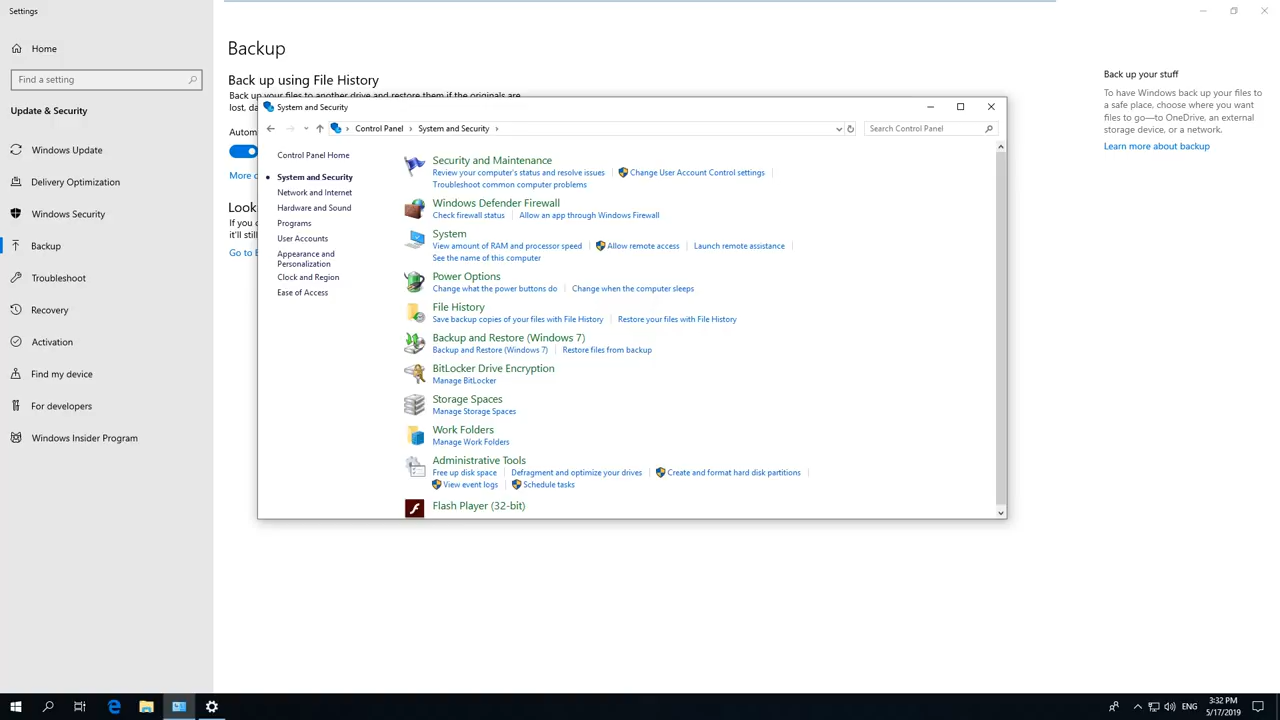 Settings
Home
Find a setting
Update & Security
Windows Update
Delivery Optimization
Windows Security
Backup
Troubleshoot
Recovery
Activation
Find my device
For developers
Windows Insider Program
Backup
Back up using File History
Back up your files to another drive and restore them if the originals are
lost, da
Autom
More o
Look
If you
it'll still
Go to
System and Security
Control Panel
System and Security
Search Control Panel
Control Panel Home
System and Security
Network and Internet
Hardware and Sound
Programs
User Accounts
Appearance and
Personalization
Clock and Region
Ease of Access
Security and Maintenance
Review your computer's status and resolve issues
Change User Account Control settings
Troubleshoot common computer problems
Windows Defender Firewall
Check firewall status
Allow an app through Windows Firewall
System
View amount of RAM and processor speed
Allow remote access
Launch remote assistance
See the name of this computer
Power Options
Change what the power buttons do
Change when the computer sleeps
File History
Save backup copies of your files with File History
Restore your files with File History
Backup and Restore (Windows 7)
Backup and Restore (Windows 7)
Restore files from backup
BitLocker Drive Encryption
Manage BitLocker
Storage Spaces
Manage Storage Spaces
Work Folders
Manage Work Folders
Administrative Tools
Free up disk space
Defragment and optimize your drives
Create and format hard disk partitions
View event logs
Schedule tasks
Flash Player (32-bit)
Back up your stuff
To have Windows back up your files to
a safe place, choose where you want
files to go—to OneDrive, an external
storage device, or a network.
Learn more about backup
ENG
3:32 PM
5/17/2019